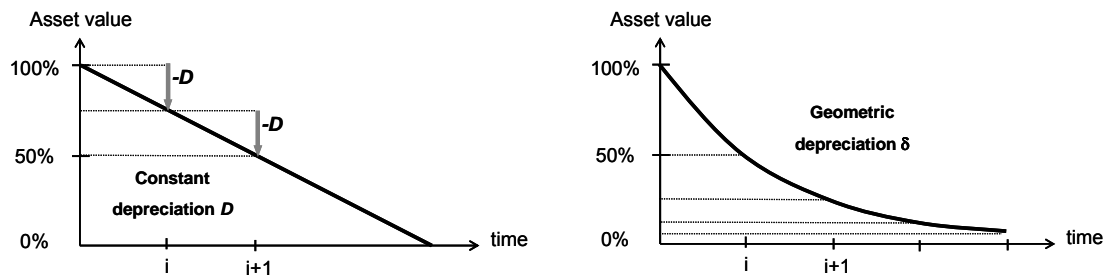 Asset value
100%
-D
-D
50%
Constant
depreciation D
0%
time
i
i+1
Asset value
100%
Geometric
depreciation δ
50%
0%
time
i
i+1